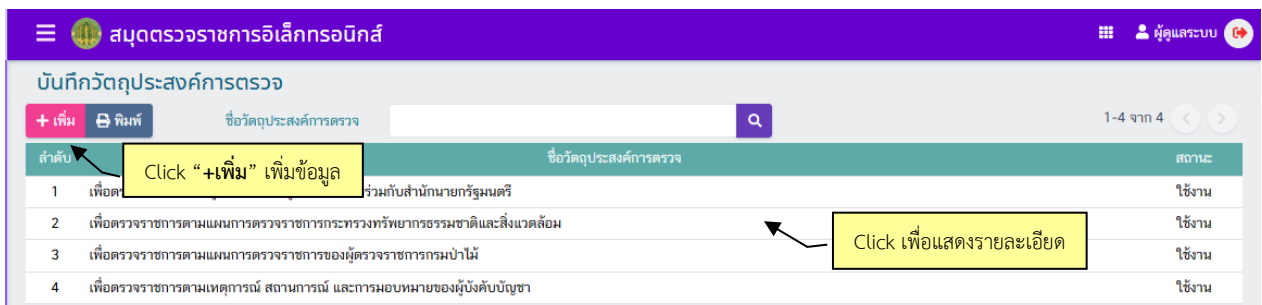 สมุดตรวจราชการอิเล็กทรอนิกส์ ผู้ดูแลระบบ
บันทึกวัตถุประสงค์การตรวจ
+ เพิ่ม พิมพ์ ชื่อวัตถุประสงค์การตรวจ 1-4 จาก 4
ลำดับ ชื่อวัตถุประสงค์การตรวจ สถานะ
Click “+เพิ่ม” เพิ่มข้อมูล
1 เพื่อตร ร่วมกับสำนักนายกรัฐมนตรี ใช้งาน
2 เพื่อตรวจราชการตามแผนการตรวจราชการกระทรวงทรัพยากรธรรมชาติและสิ่งแวดล้อม ใช้งาน
Click เพื่อแสดงรายละเอียด
3 เพื่อตรวจราชการตามแผนการตรวจราชการของผู้ตรวจราชการกรมป่าไม้ ใช้งาน
4 เพื่อตรวจราชการตามเหตุการณ์ สถานการณ์ และการมอบหมายของผู้บังคับบัญชา ใช้งาน